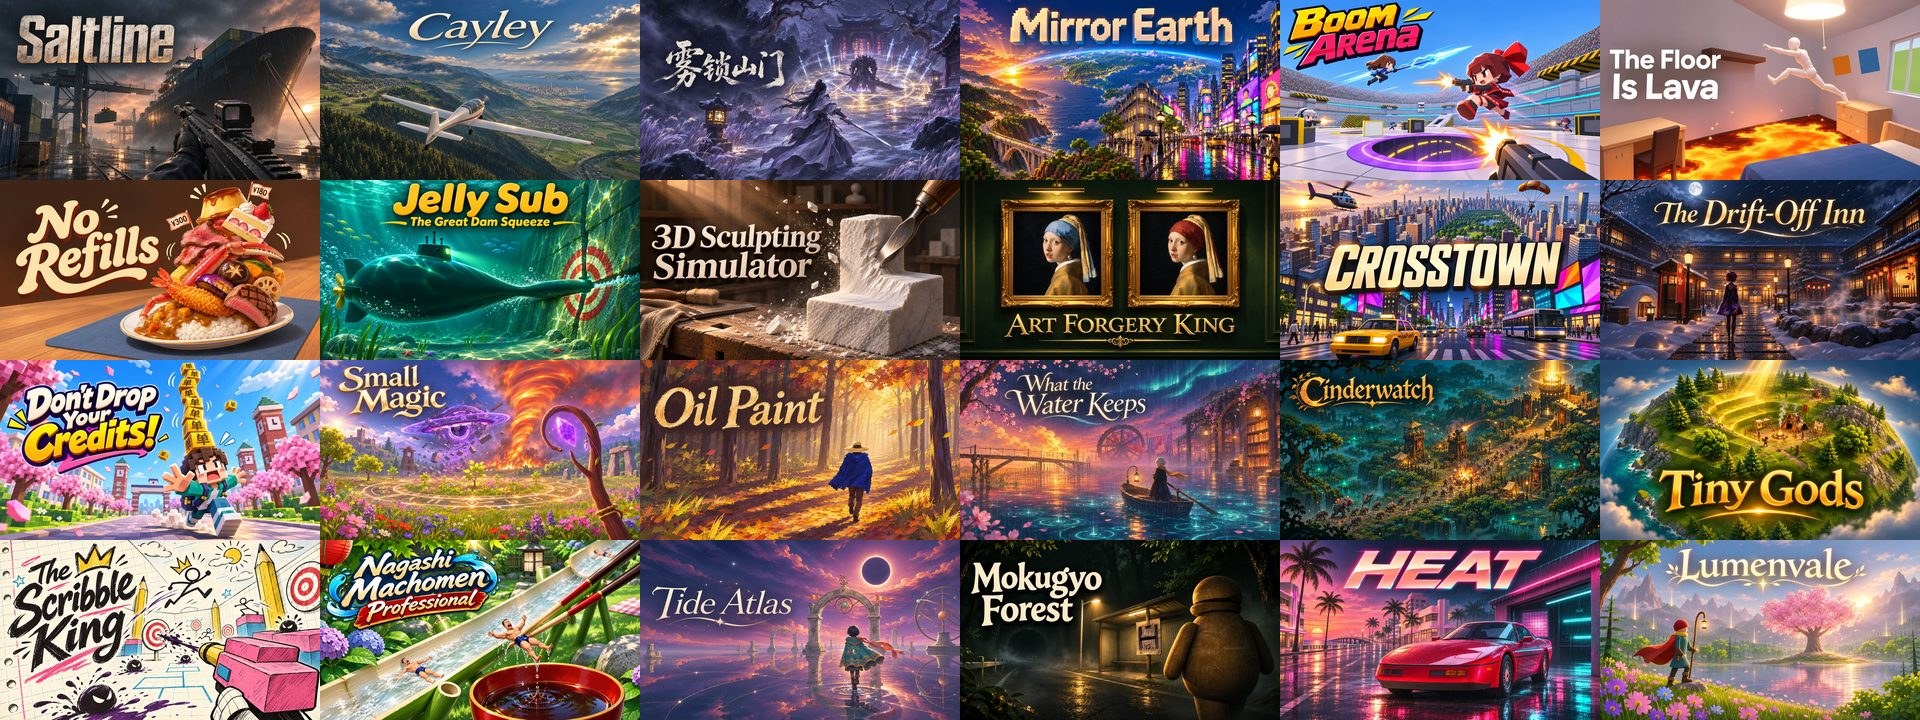 Saltline
Cayley
雾锁山门
Mirror Earth
BOOM
Arena
The Floor
Is Lava
No
Refills
¥300
¥180
Jelly Sub
The Great Dam Squeeze
3D Sculpting
Simulator
ART FORGERY KING
CROSSTOWN
The Drift-Off Inn
Don't Drop
Your
Credits!
Small
Magic
Oil Paint
What the
Water Keeps
Cinderwatch
Tiny Gods
The
Scribble
King
Nagashi
Machomen
Professional
Tide Atlas
Mokugyo
Forest
HEAT
Lumenvale